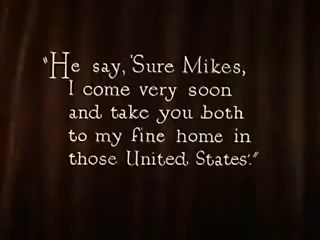 "He say, 'Sure Mikes,
I come very soon
and take you both
to my fine home in
those United States'."